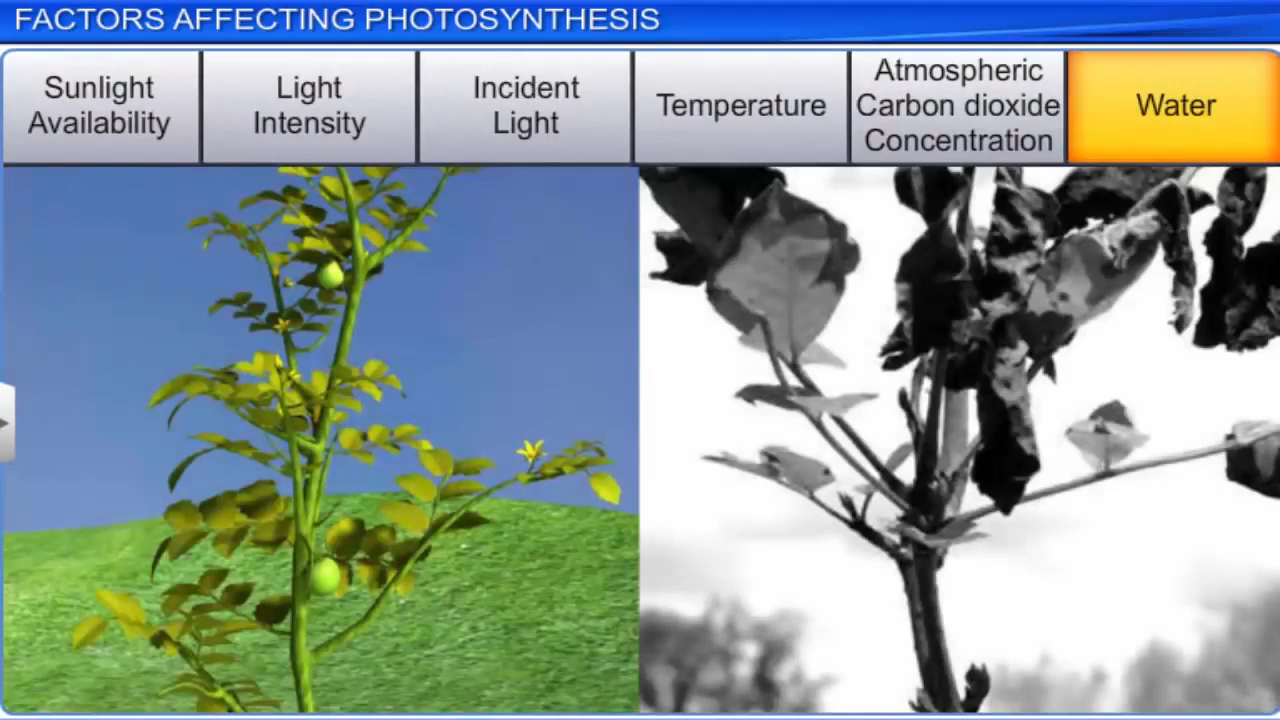 FACTORS AFFECTING PHOTOSYNTHESIS
Sunlight
Availability
Light
Intensity
Incident
Light
Temperature
Atmospheric
Carbon dioxide
Concentration
Water